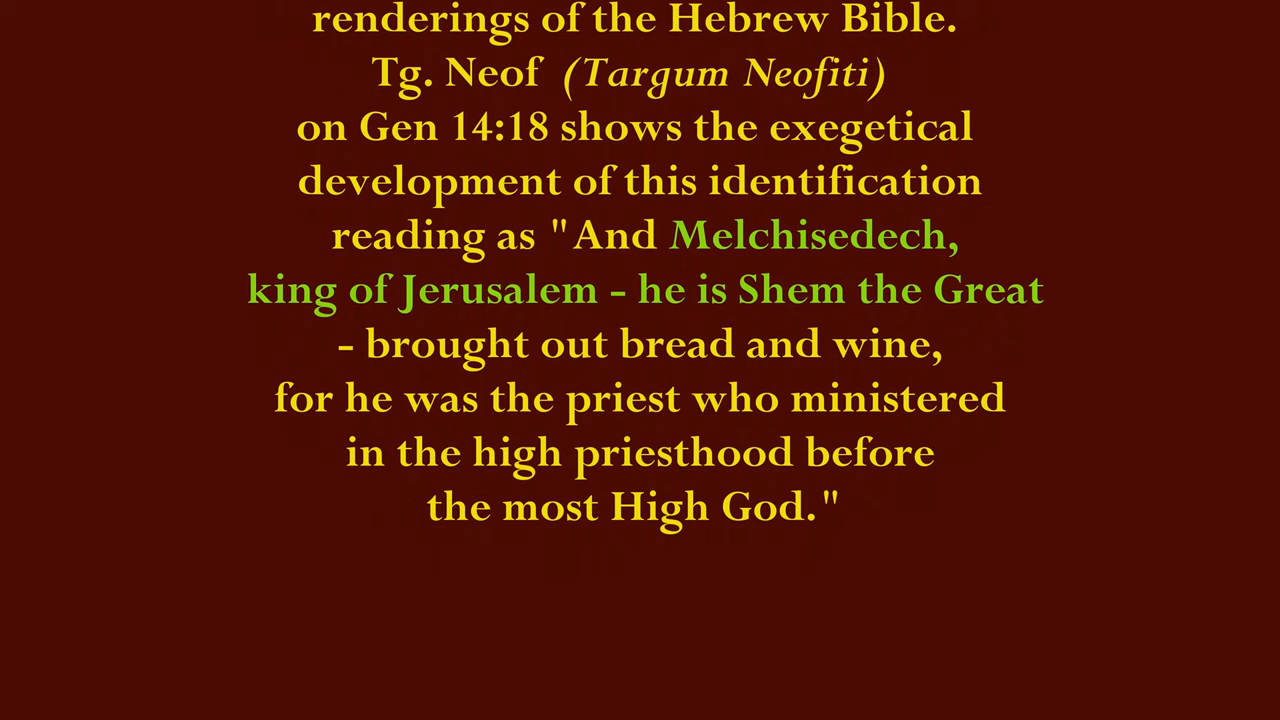 renderings of the Hebrew Bible.
Tg. Neof (Targum Neofiti)
on Gen 14:18 shows the exegetical
development of this identification
reading as "And Melchisedech,
king of Jerusalem - he is Shem the Great
- brought out bread and wine,
for he was the priest who ministered
in the high priesthood before
the most High God."